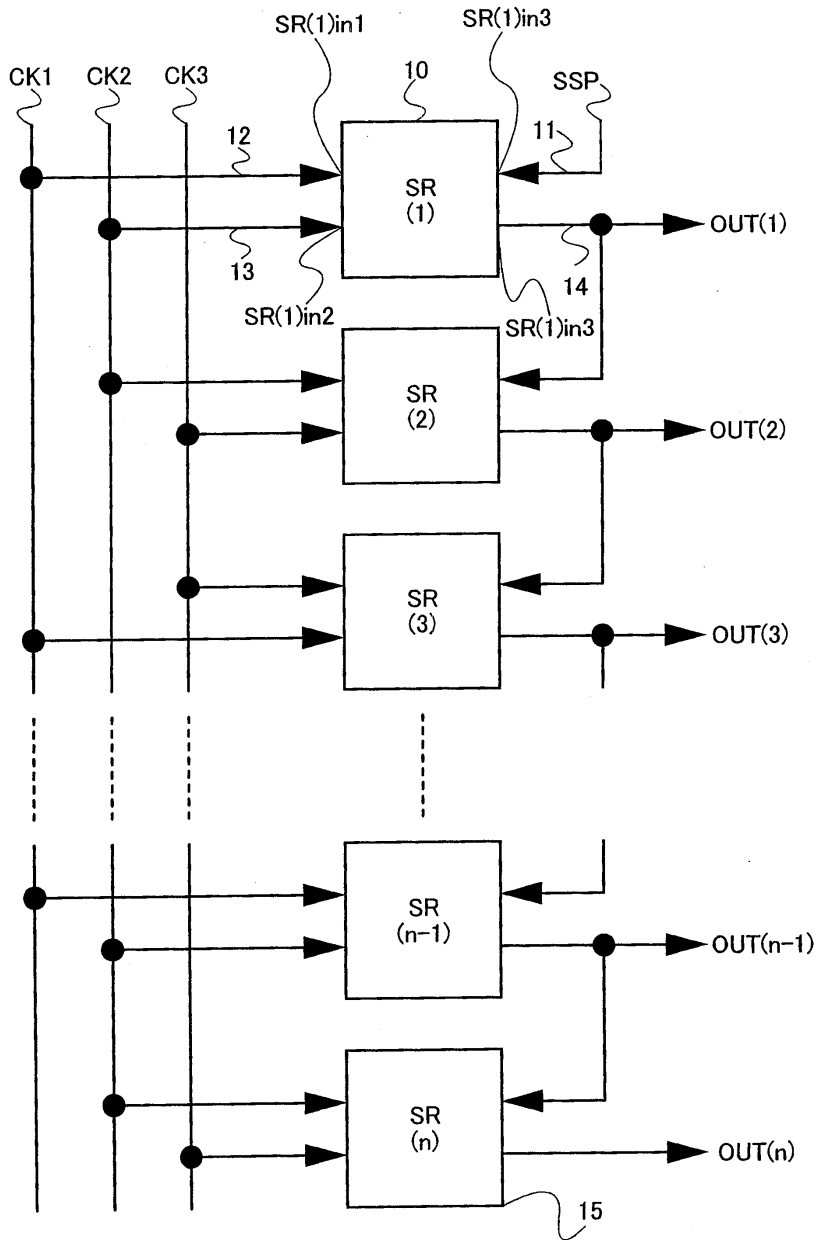 SR(1)in1
SR(1)in3
CK1
CK2
CK3
10
SSP
12
11
SR
(1)
OUT(1)
13
14
SR(1)in2
SR(1)in3
SR
(2)
OUT(2)
SR
(3)
OUT(3)
SR
(n-1)
OUT(n-1)
SR
(n)
OUT(n)
15